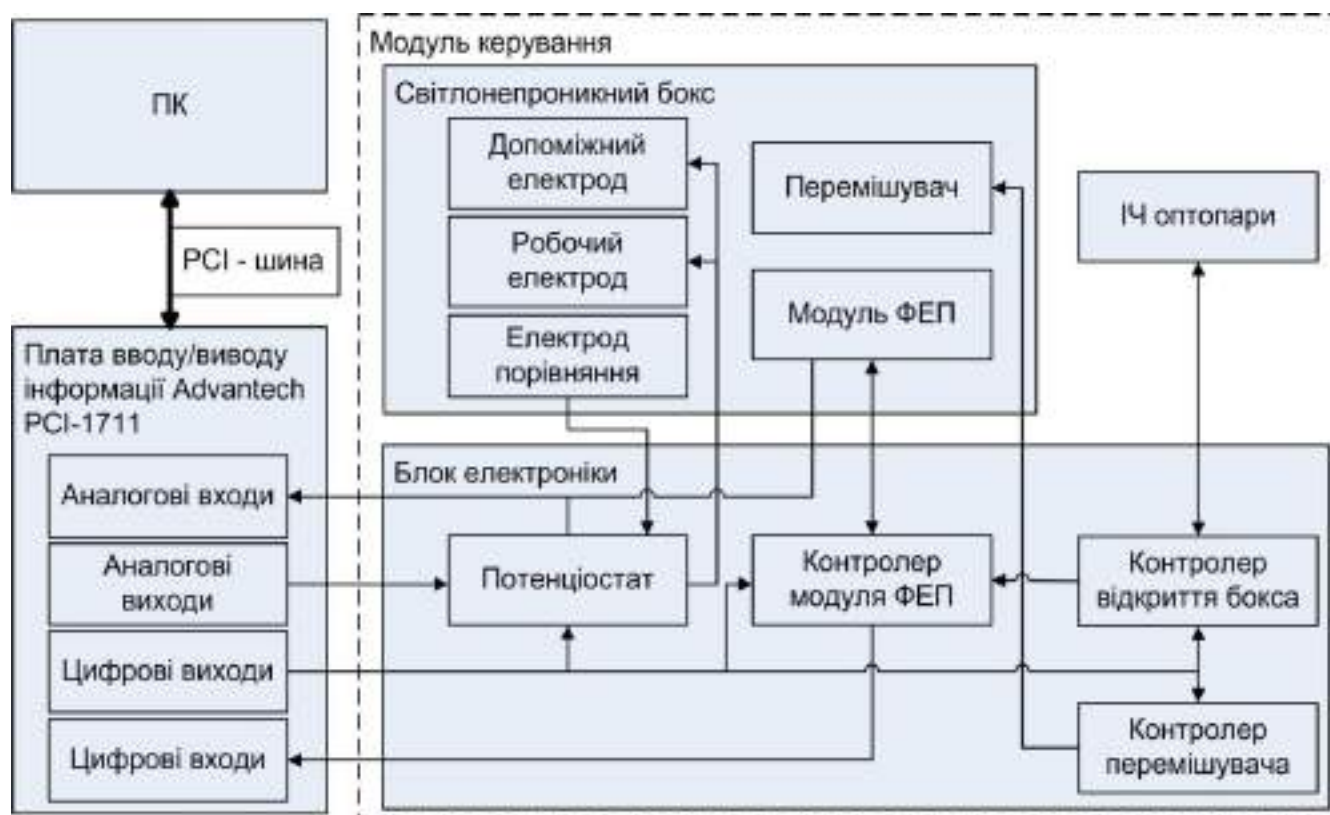 ПК
PCI - шина
Плата вводу/виводу
інформації Advantech
PCI-1711
Аналогові входи
Аналогові
виходи
Цифрові виходи
Цифрові входи
Модуль керування
Світлонепроникний бокс
Допоміжний
електрод
Робочий
електрод
Електрод
порівняння
Перемішувач
Модуль ФЕП
ІЧ оптопари
Блок електроніки
Потенціостат
Контролер
модуля ФЕП
Контролер
відкриття бокса
Контролер
перемішувача